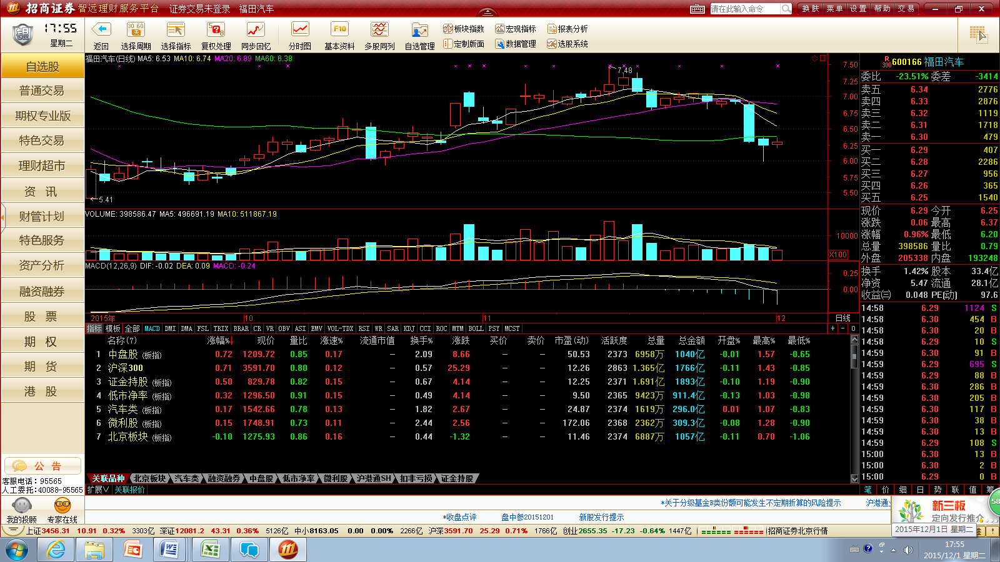 招商证券 智远理财服务平台 证券交易未登录 福田汽车
请在此输入命令 换肤 菜单 设置 帮助 交易
17:55
星期二
返回 选择周期 选择指标 复权处理 同步回忆 分时图 基本资料 多股同列 自选管理
板块指数 宏观指标 报表分析
定制版面 数据管理 选股系统
自选股
普通交易
期权专业版
特色交易
理财超市
资 讯
财管计划
特色服务
资产分析
融资融券
股 票
期 权
期 货
港 股
公 告
客服电话：95565
人工委托:40088-95565
我的投顾 专家在线
福田汽车(日线) MA5: 6.53 MA10: 6.74 MA20: 6.89 MA60: 6.38
7.48
5.41
7.50
7.25
7.00
6.75
6.50
6.25
6.00
5.75
5.50
VOLUME: 398586.47 MA5: 496691.19 MA10: 511867.19
10000
X100
MACD(12,26,9) DIF: -0.02 DEA: 0.09 MACD: -0.24
0.25
0.00
2015年 10 11 12 日线
指标 模板 全部 MACD DMI DMA FSL TRIX BRAR CR VR OBV ASI EMV VOL-TDX RSI WR SAR KDJ CCI ROC MTM BOLL PSY MCST + - 0
名称(7) 涨幅%↓ 现价 量比 涨速% 流通市值 换手% 涨跌 买价 卖价 市盈(动) 活跃度 总量 总金额 开盘% 最高% 最低%
1 中盘股 (板指) 0.72 1209.72 0.85 0.17 — 2.09 8.66 — — 50.53 2373 6958万 1040亿 -0.01 1.57 -0.65
2 沪深300 0.71 3591.70 0.80 0.12 — 0.57 25.29 — — 12.26 2863 1.365亿 1766亿 -0.11 1.43 -0.85
3 证金持股 (板指) 0.50 829.78 0.82 0.15 — 0.67 4.14 — — 12.25 2371 1.691亿 1893亿 -0.10 1.19 -0.90
4 低市净率 (板指) 0.32 1296.50 0.91 0.15 — 0.49 4.14 — — 9.50 2365 9423万 911.4亿 -0.13 1.03 -0.98
5 汽车类 (板指) 0.17 1542.66 0.78 0.13 — 1.82 2.67 — — 24.87 2374 1619万 296.0亿 0.01 1.07 -0.83
6 微利股 (板指) 0.15 1748.91 0.73 0.11 — 2.44 2.56 — — 172.06 2368 2362万 309.3亿 -0.08 1.28 -0.90
7 北京板块 (板指) -0.10 1275.93 0.86 0.16 — 0.44 -1.32 — — 11.46 2374 6887万 1057亿 -0.11 0.70 -1.06
关联品种 北京板块 汽车类 融资融券 中盘股 低市净率 微利股 沪港通SH 扣非亏损 证金持股
扩展∨ 关联报价
R 300 600166 福田汽车
委比 -23.51% 委差 -3414
卖五 6.34 2776
卖四 6.33 2876
卖三 6.32 1119
卖二 6.31 1718
卖一 6.30 479
买一 6.29 407
买二 6.28 2286
买三 6.27 956
买四 6.26 365
买五 6.25 1540
现价 6.29 今开 6.25
涨跌 0.06 最高 6.37
涨幅 0.96% 最低 6.20
总量 398586 量比 0.79
外盘 205338 内盘 193248
换手 1.42% 股本 33.4亿
净资 5.47 流通 28.1亿
收益㈢ 0.048 PE(动) 97.6
14:58 6.29 1124 S
14:58 6.30 454 B
14:58 6.30 20 B
14:58 6.29 10 S
14:59 6.30 91 B
14:59 6.29 695 S
14:59 6.30 88 B
14:59 6.30 286 B
14:59 6.30 205 B
14:59 6.30 117 B
14:59 6.30 38 B
14:59 6.30 13 B
14:59 6.29 108 S
15:00 6.30 13 B
15:00 6.30 2 B
15:00 6.30 0 B
笔 价 细 日 势 联 值 筹
*关于分级基金B类份额可能发生不定期折算的风险提示 沪港通
*收盘点评 盘中参20151201 新股发行提示
58
新三板
定向发行推介
2015年12月1日 星期二
上证3456.31 10.91 0.32% 3303亿 深证12081.2 43.31 0.36% 5126亿 中小8163.05 0.00 0.00% 2266亿 沪深3591.70 25.29 0.71% 1766亿 创业2655.35 -17.23 -0.64% 1447亿 招商证券北京行情
17:55
2015/12/1 星期二